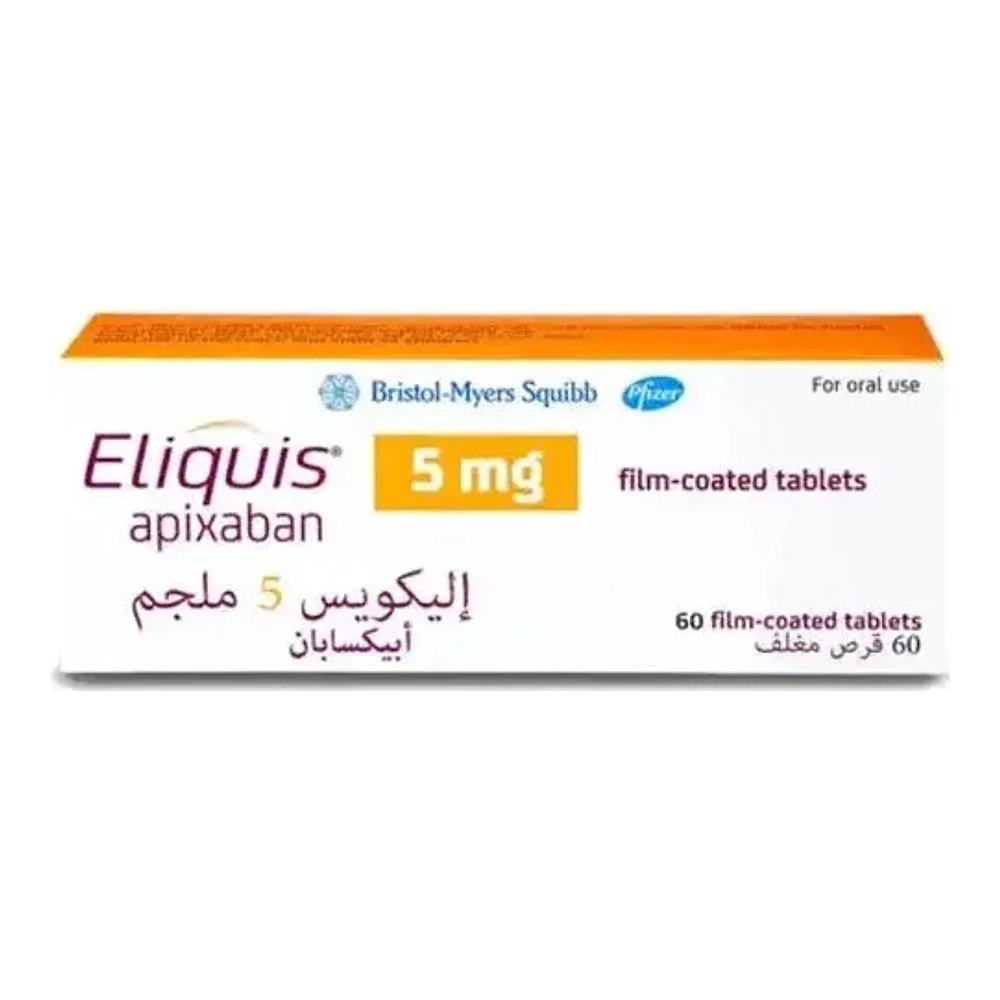 Bristol-Myers Squibb Pfizer For oral use
Eliquis® 5 mg film-coated tablets
apixaban
إليكويس 5 ملجم
أبيكسابان
60 film-coated tablets
60 قرص مغلف